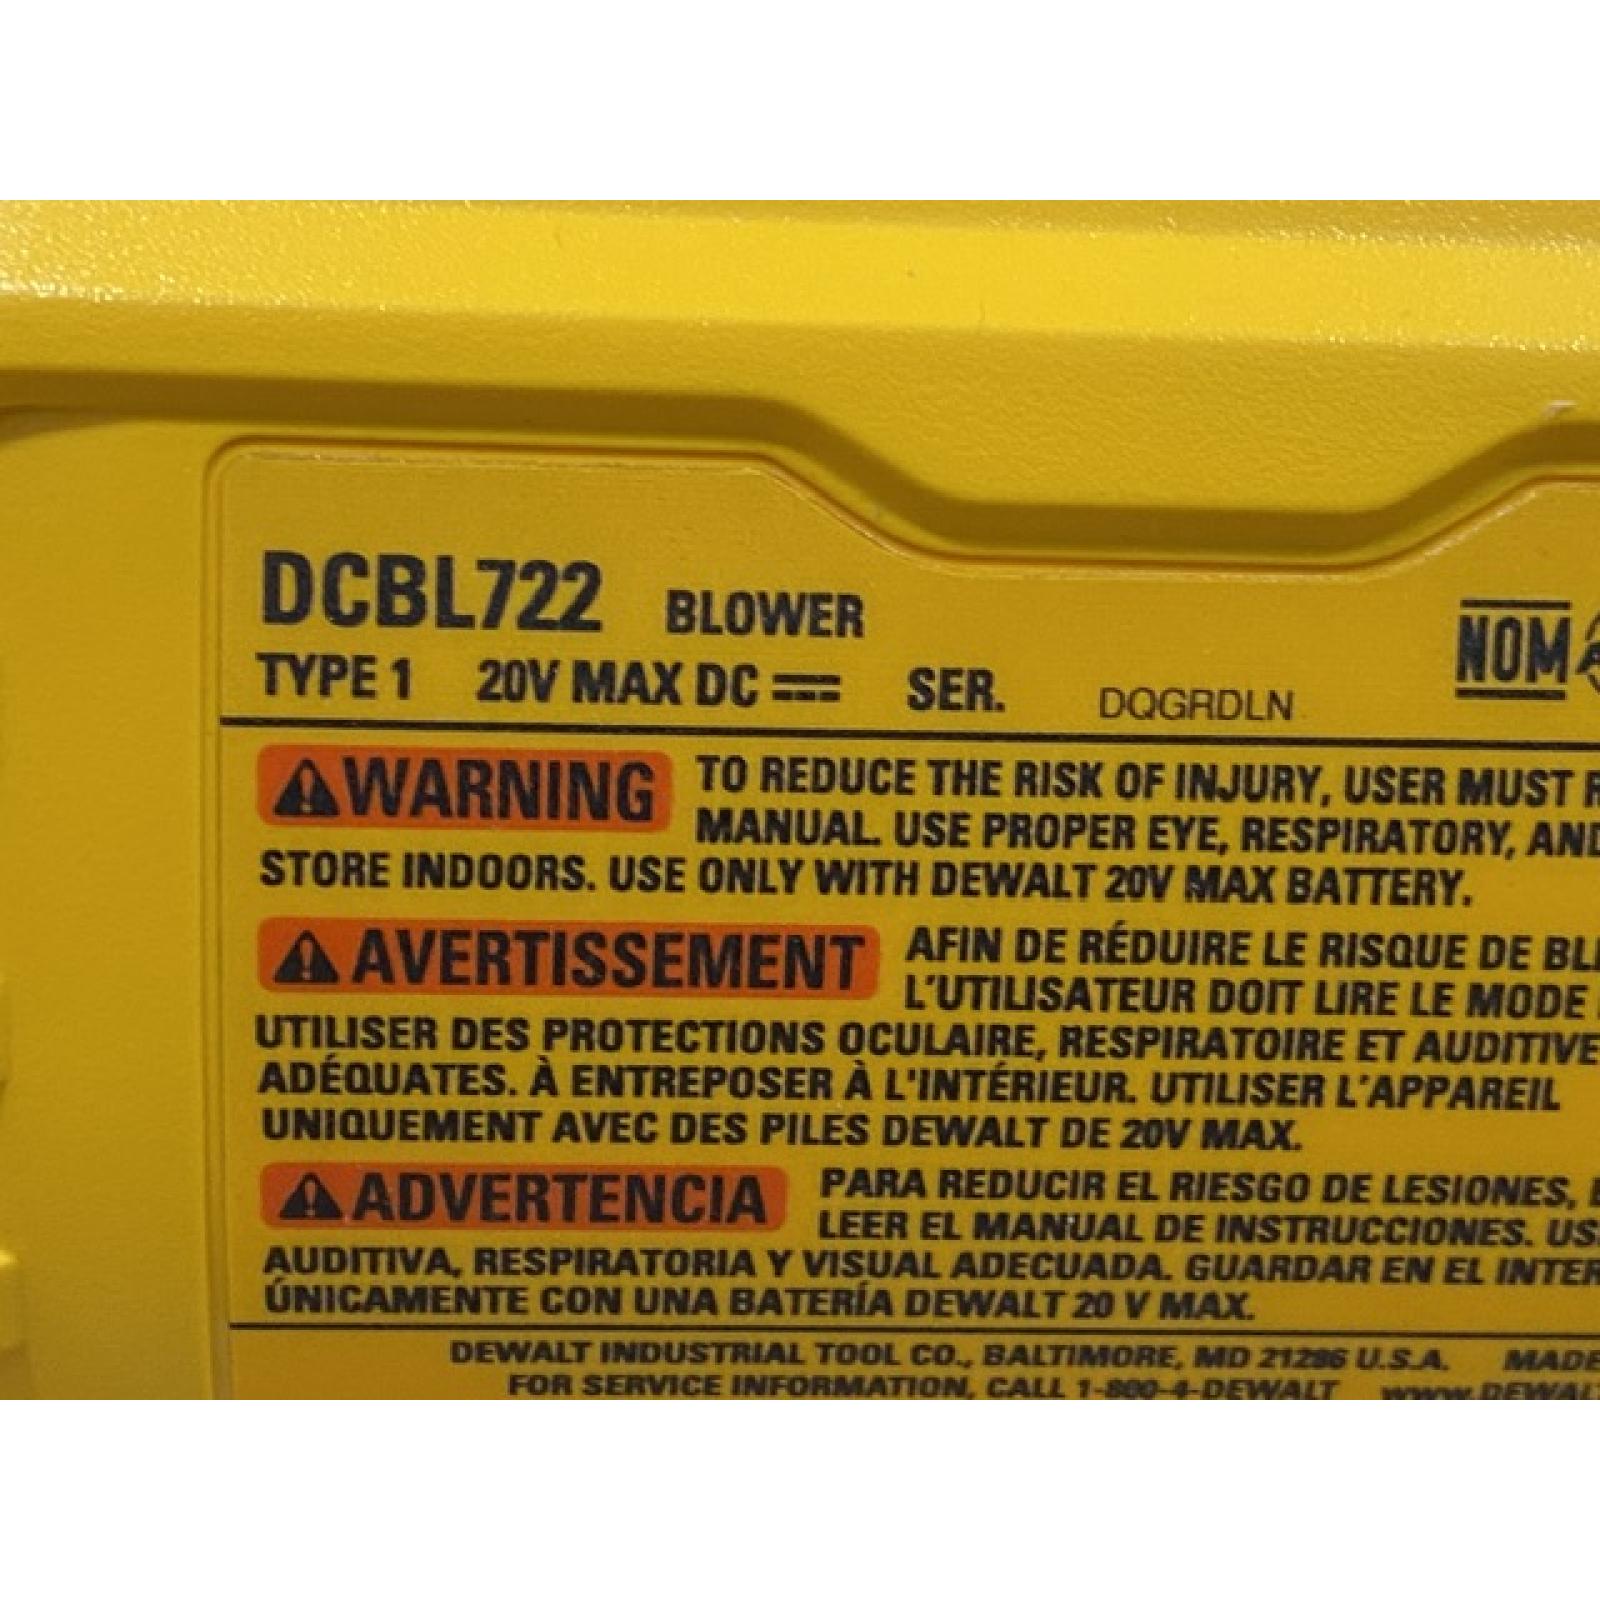 DCBL722 BLOWER
TYPE 1 20V MAX DC SER. DQGRDLN
NOM
WARNING TO REDUCE THE RISK OF INJURY, USER MUST
MANUAL. USE PROPER EYE, RESPIRATORY, AND
STORE INDOORS. USE ONLY WITH DEWALT 20V MAX BATTERY.
AVERTISSEMENT AFIN DE RÉDUIRE LE RISQUE DE
L'UTILISATEUR DOIT LIRE LE MODE
UTILISER DES PROTECTIONS OCULAIRE, RESPIRATOIRE ET AUDITIVE
ADÉQUATES. À ENTREPOSER À L'INTÉRIEUR. UTILISER L'APPAREIL
UNIQUEMENT AVEC DES PILES DEWALT DE 20V MAX.
ADVERTENCIA PARA REDUCIR EL RIESGO DE LESIONES,
LEER EL MANUAL DE INSTRUCCIONES.
AUDITIVA, RESPIRATORIA Y VISUAL ADECUADA. GUARDAR EN EL
ÚNICAMENTE CON UNA BATERÍA DEWALT 20 V MAX.
DEWALT INDUSTRIAL TOOL CO., BALTIMORE, MD 21286 U.S.A. MADE
FOR SERVICE INFORMATION, CALL 1-800-4-DEWALT